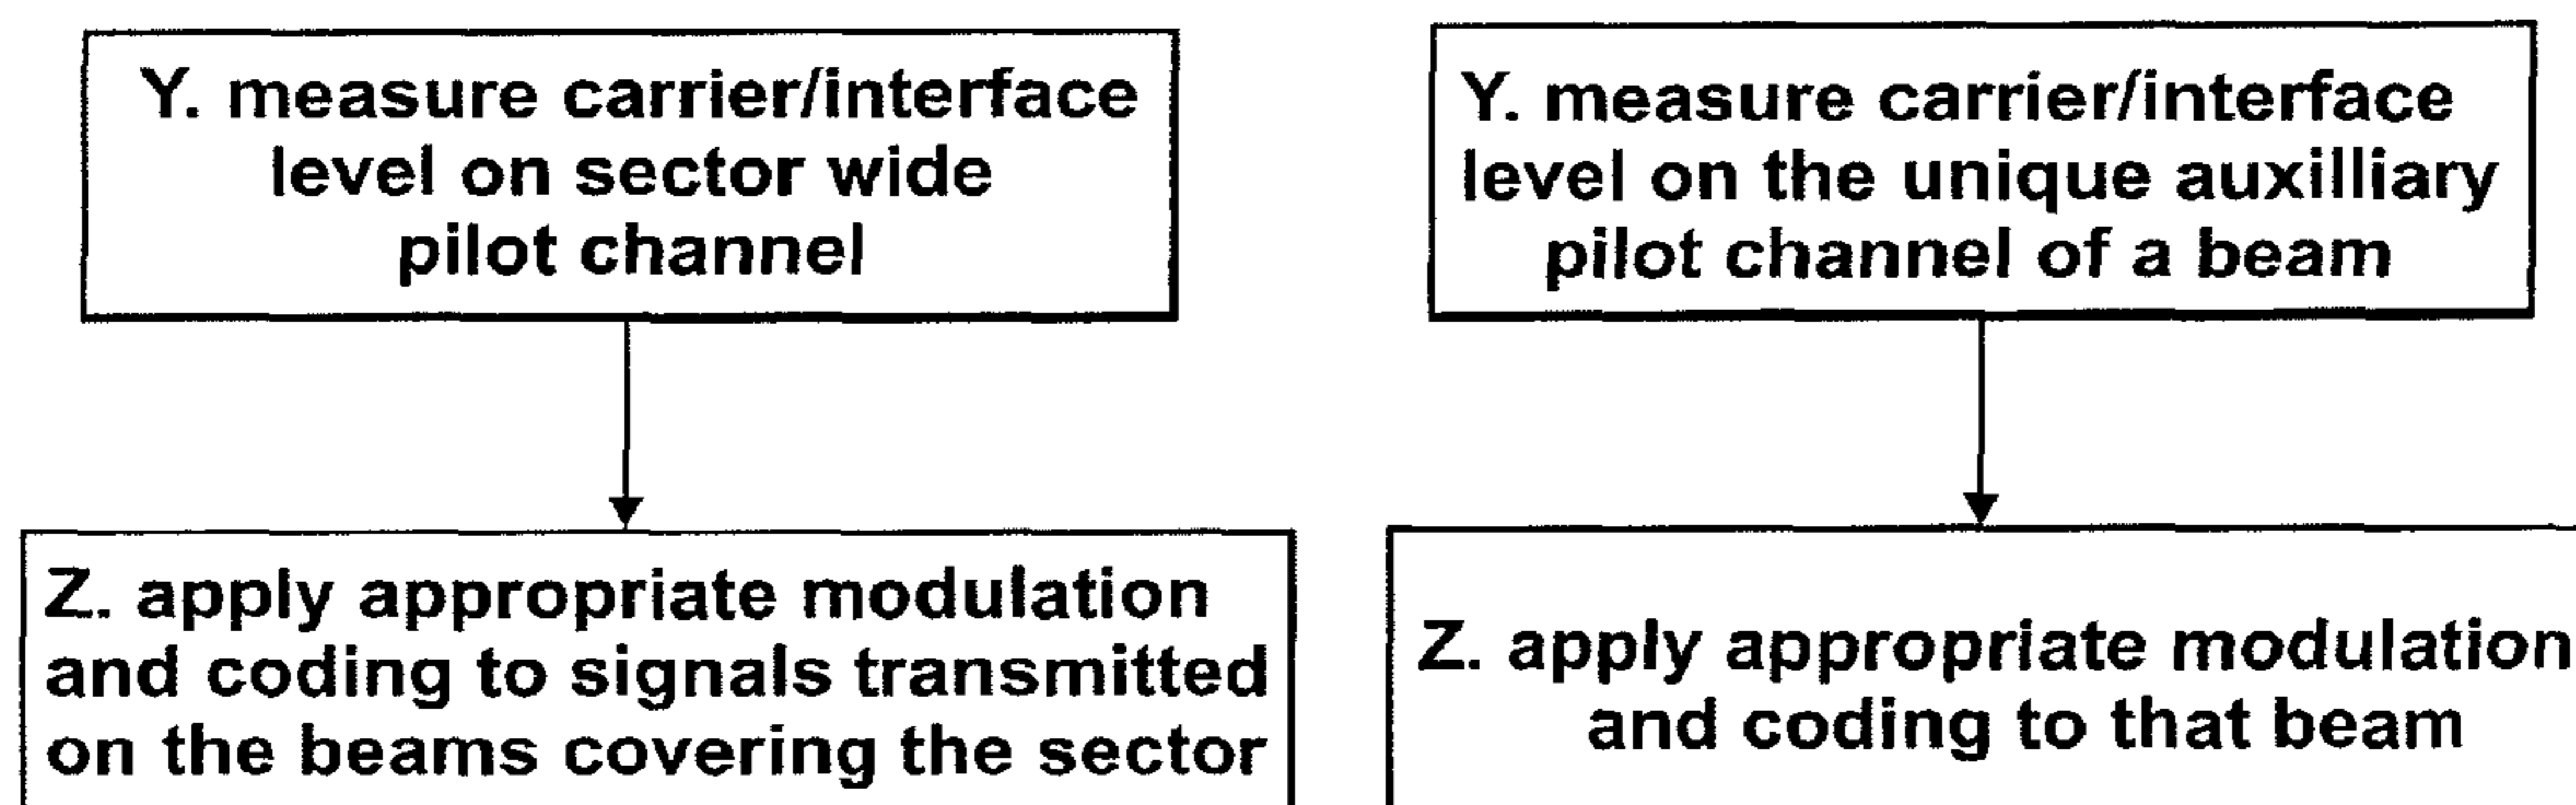 Y. measure carrier/interface
level on sector wide
pilot channel
Z. apply appropriate modulation
and coding to signals transmitted
on the beams covering the sector
Y. measure carrier/interface
level on the unique auxilliary
pilot channel of a beam
Z. apply appropriate modulation
and coding to that beam